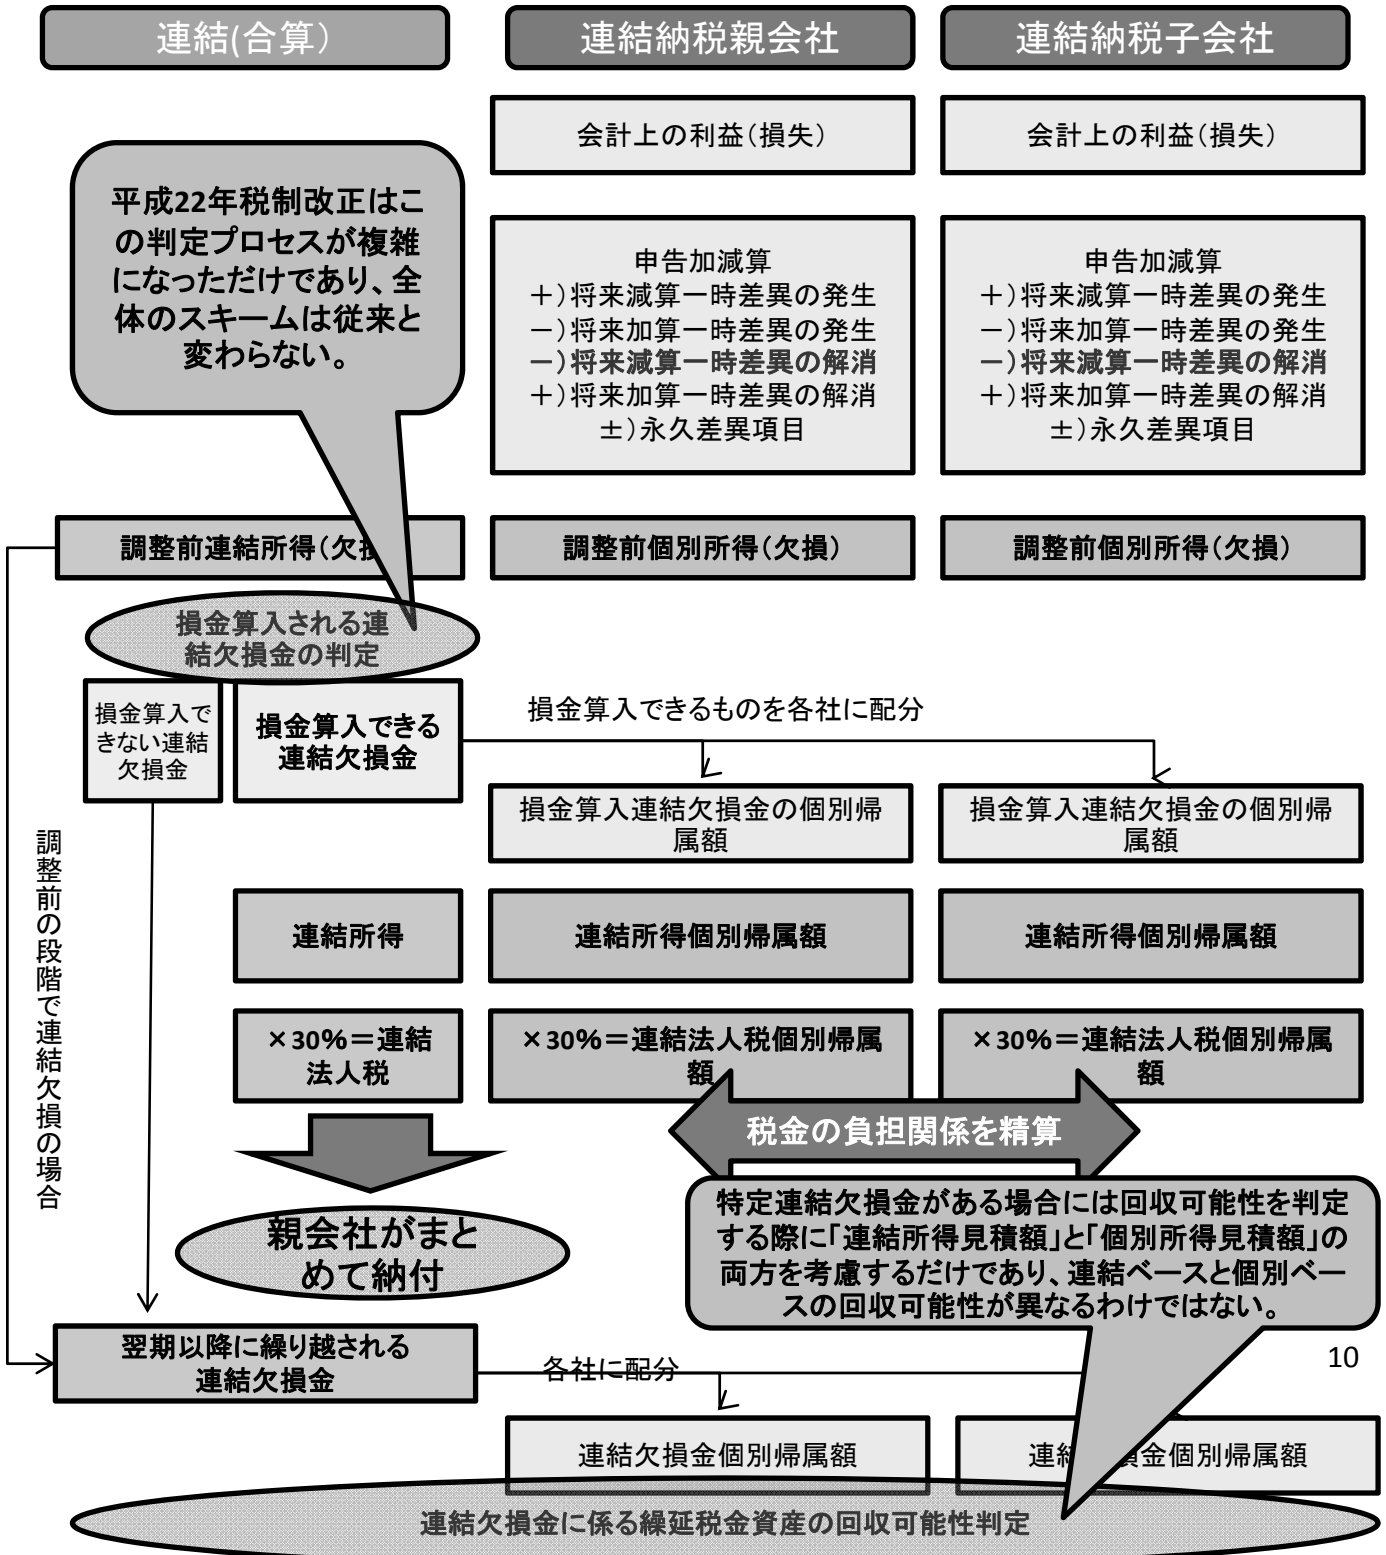 連結(合算）
連結納税親会社
連結納税子会社
会計上の利益（損失）
会計上の利益（損失）
平成22年税制改正はこ
の判定プロセスが複雑
になっただけであり、全
体のスキームは従来と
変わらない。
申告加減算
＋）将来減算一時差異の発生
－）将来加算一時差異の発生
－）将来減算一時差異の解消
＋）将来加算一時差異の解消
±）永久差異項目
申告加減算
＋）将来減算一時差異の発生
－）将来加算一時差異の発生
－）将来減算一時差異の解消
＋）将来加算一時差異の解消
±）永久差異項目
調整前連結所得（欠損
調整前個別所得（欠損）
調整前個別所得（欠損）
損金算入される連
結欠損金の判定
損金算入で
きない連結
欠損金
損金算入できる
連結欠損金
損金算入できるものを各社に配分
損金算入連結欠損金の個別帰
属額
損金算入連結欠損金の個別帰
属額
調整前の段階で連結欠損の場合
連結所得
連結所得個別帰属額
連結所得個別帰属額
×30%＝連結
法人税
×30%＝連結法人税個別帰属
額
×30%＝連結法人税個別帰属
額
税金の負担関係を精算
親会社がまと
めて納付
特定連結欠損金がある場合には回収可能性を判定
する際に「連結所得見積額」と「個別所得見積額」の
両方を考慮するだけであり、連結ベースと個別ベー
スの回収可能性が異なるわけではない。
翌期以降に繰り越される
連結欠損金
各社に配分
10
連結欠損金個別帰属額
連結 損金個別帰属額
連結欠損金に係る繰延税金資産の回収可能性判定